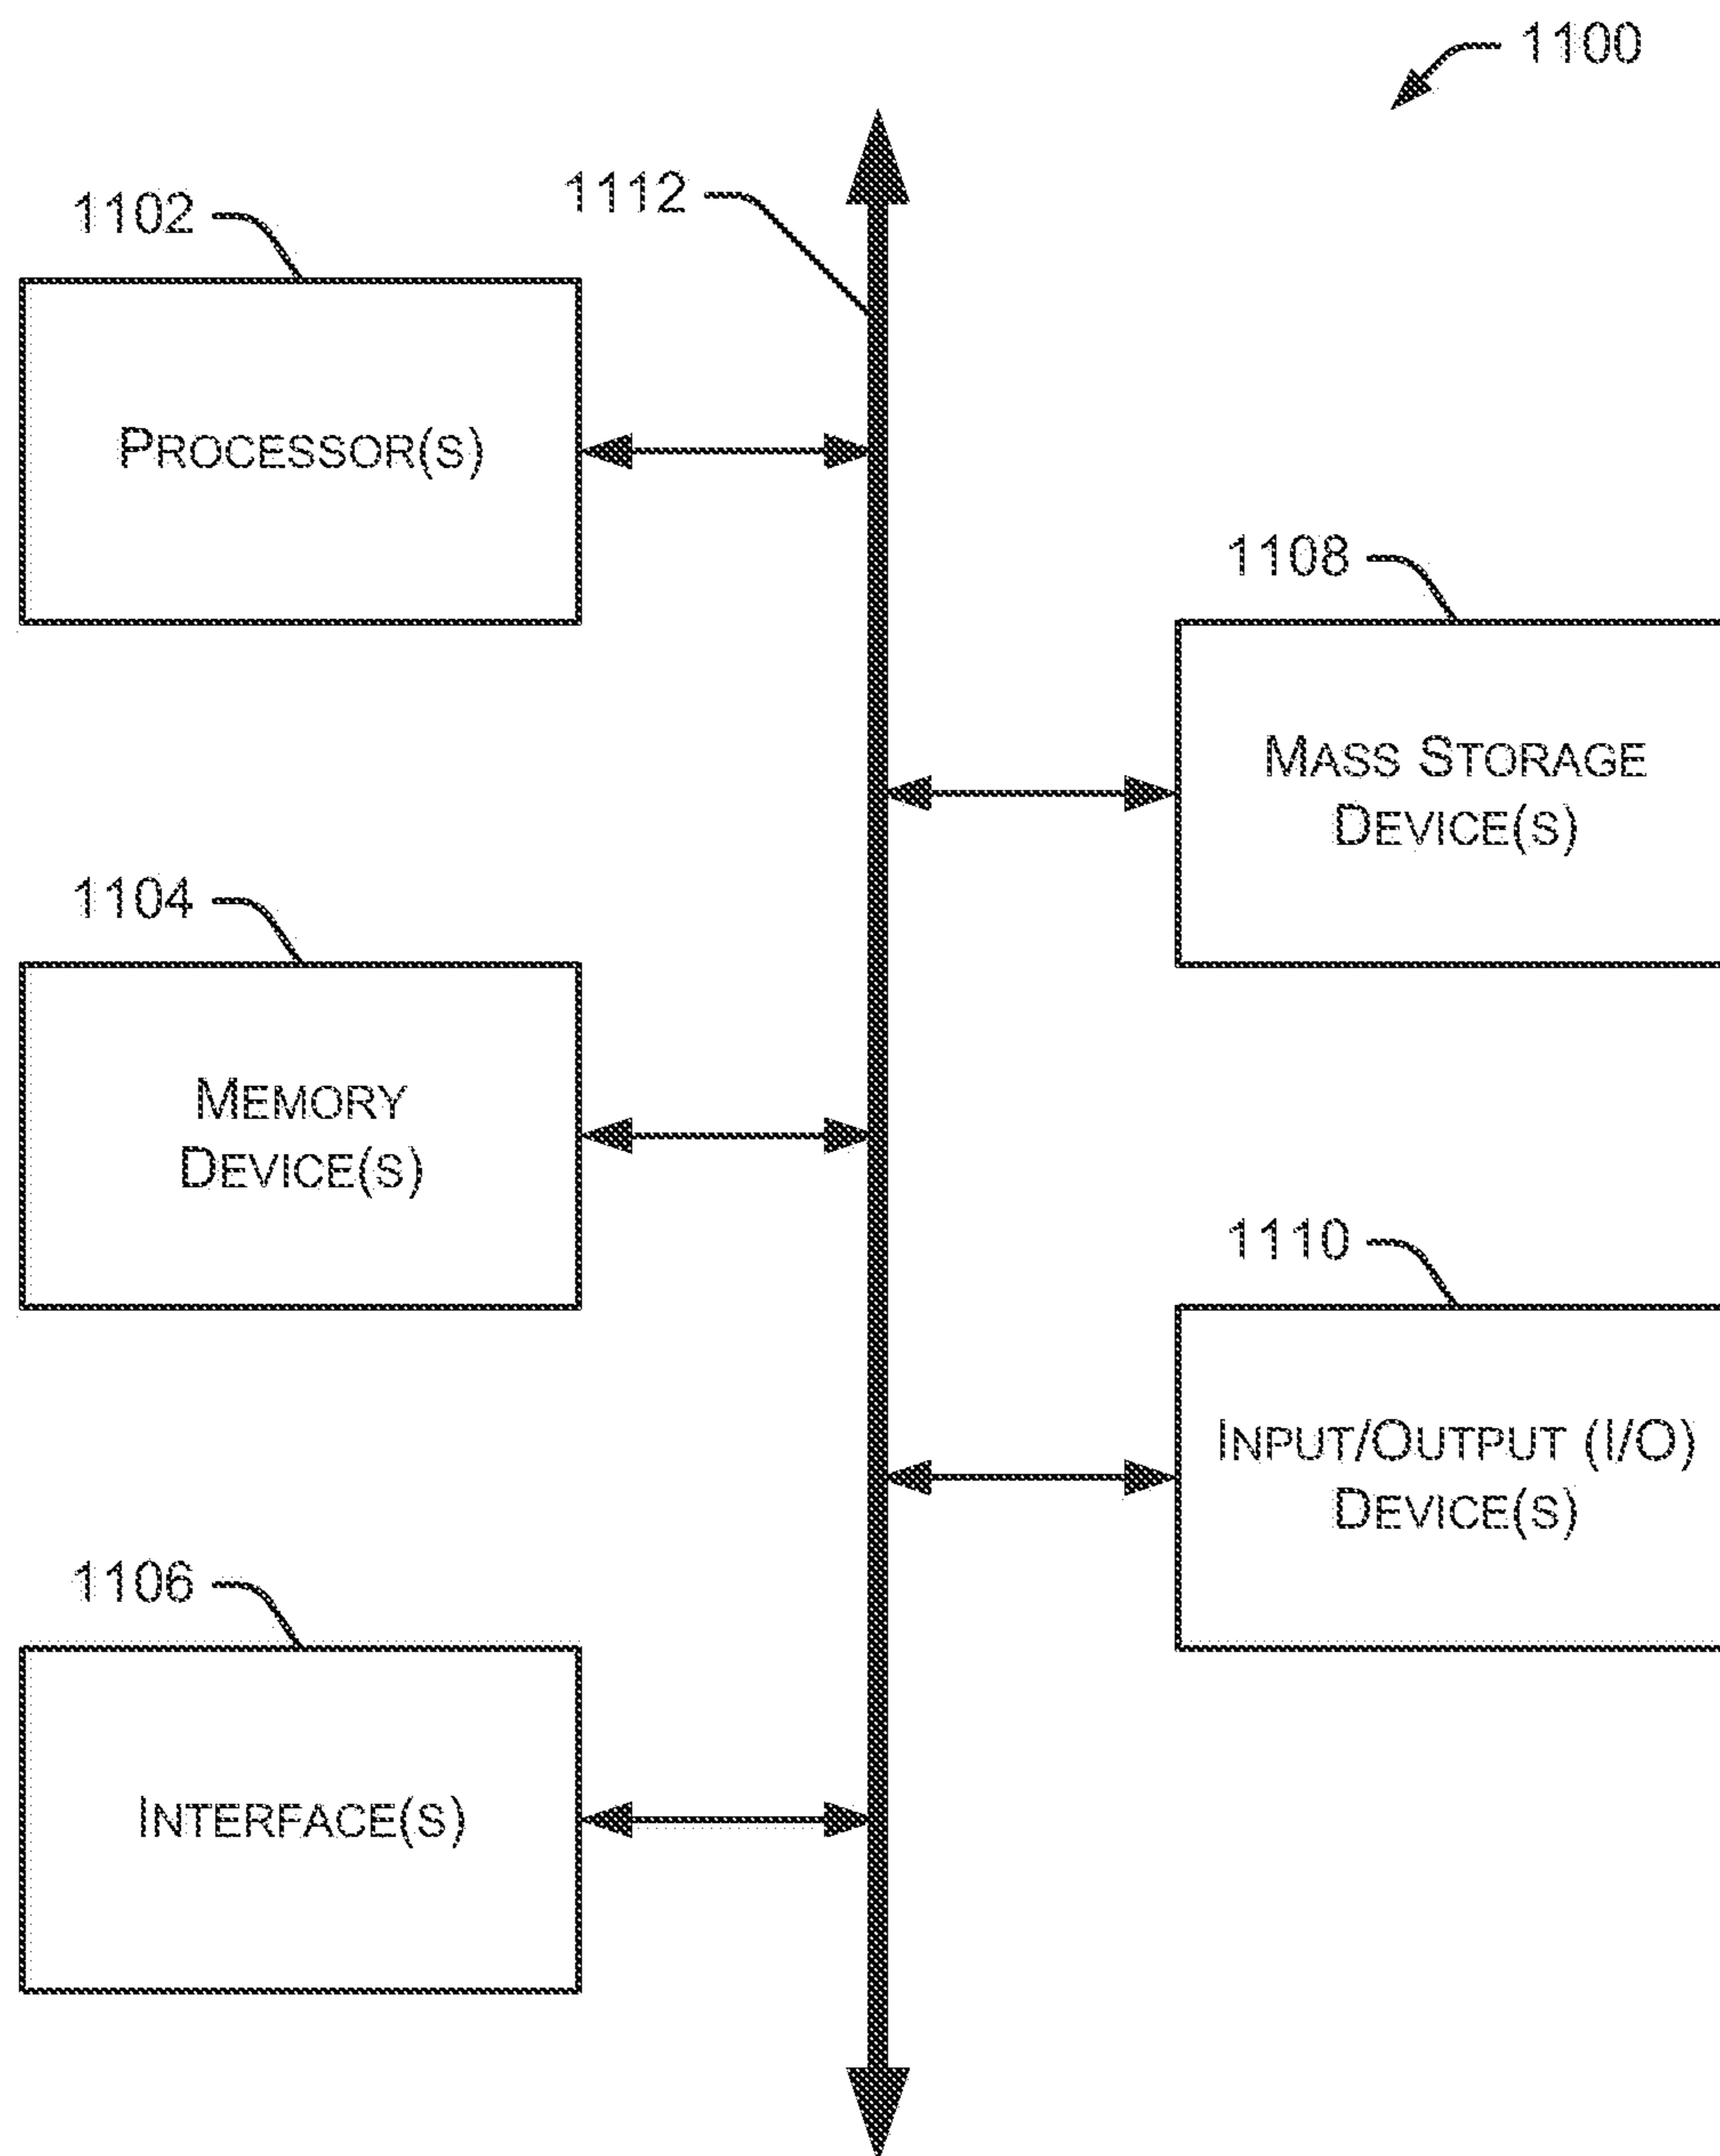 1100
1102
1112
PROCESSOR(S)
1108
MASS STORAGE
DEVICE(S)
1104
MEMORY
DEVICE(S)
1110
INPUT/OUTPUT (I/O)
DEVICE(S)
1106
INTERFACE(S)